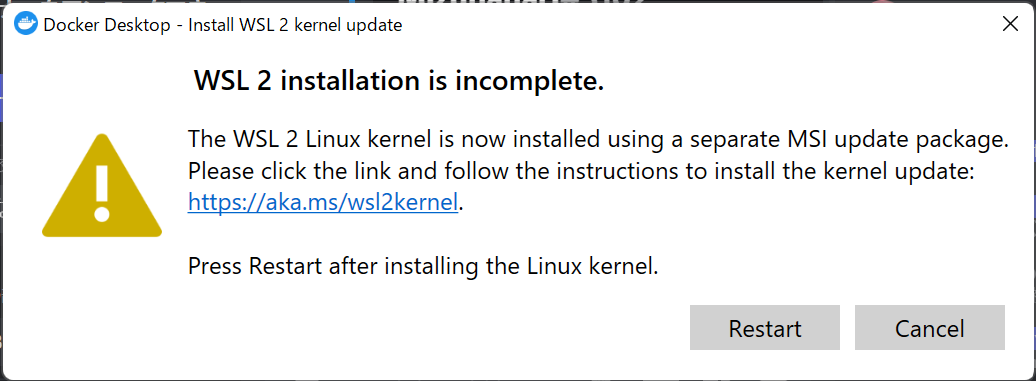 Docker Desktop - Install WSL 2 kernel update
WSL 2 installation is incomplete.
The WSL 2 Linux kernel is now installed using a separate MSI update package.
Please click the link and follow the instructions to install the kernel update:
https://aka.ms/wsl2kernel.
Press Restart after installing the Linux kernel.
Restart
Cancel